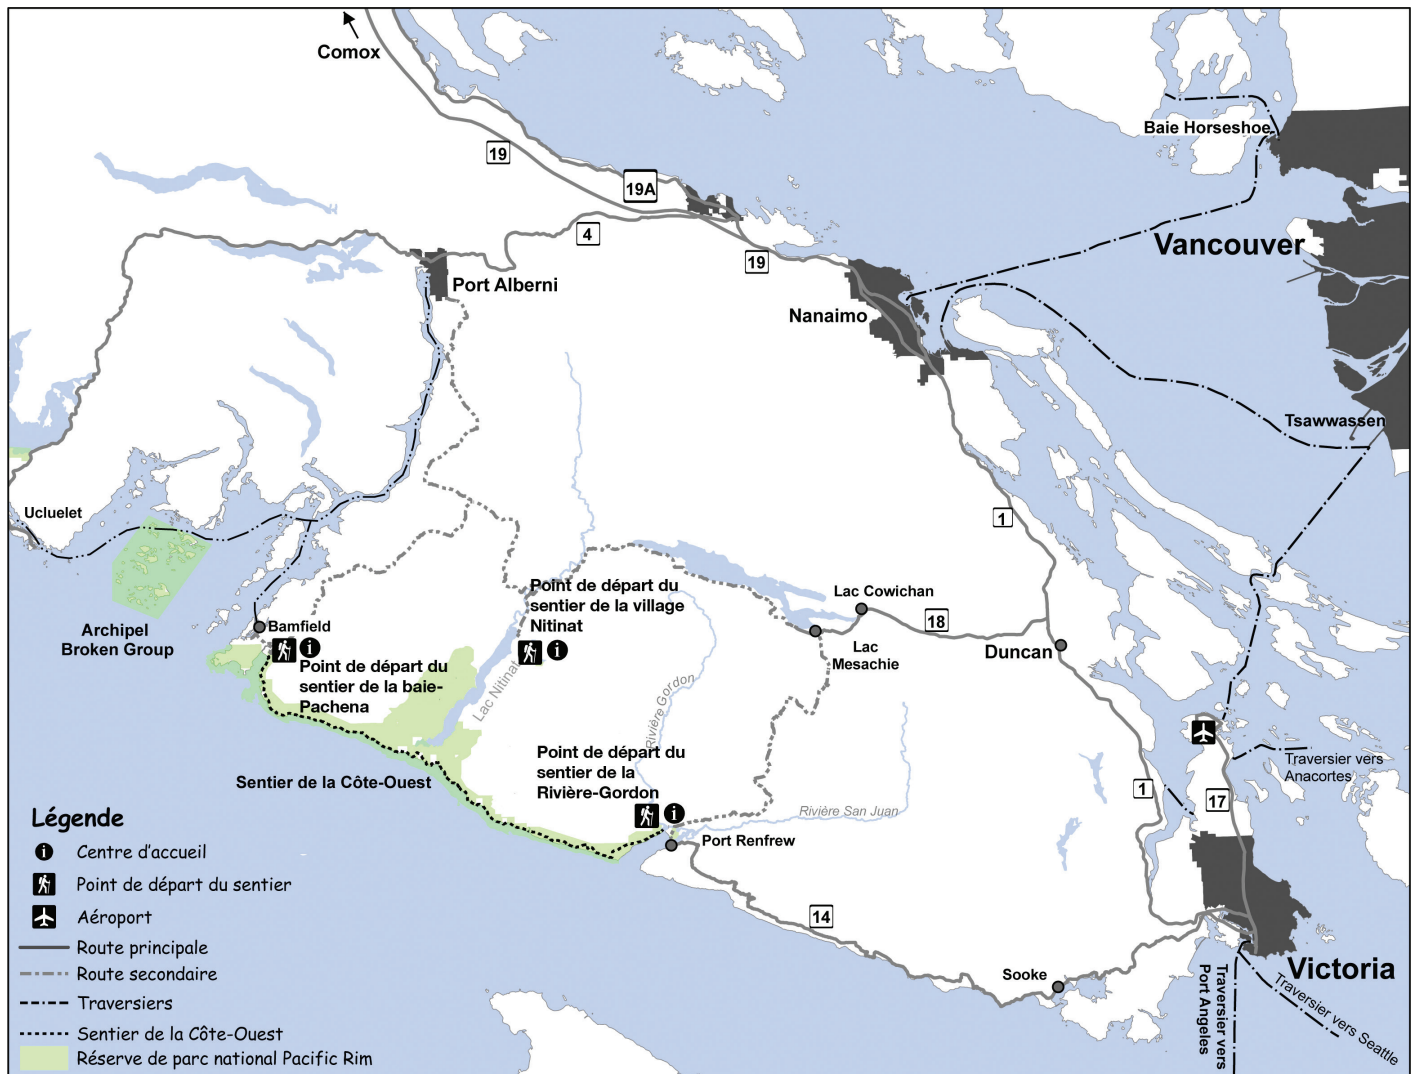 Comox
19
19A
4
19
Baie Horseshoe
Vancouver
Port Alberni
Nanaimo
Tsawwassen
Ucluelet
1
Archipel
Broken Group
Bamfield
Point de départ du
sentier de la baie-
Pachena
Point de départ du
sentier de la village
Nitinat
Lac Nitinat
Lac Cowichan
18
Lac
Mesachie
Duncan
Rivière Gordon
Point de départ du
sentier de la
Rivière-Gordon
Sentier de la Côte-Ouest
Rivière San Juan
Port Renfrew
1
17
Traversier vers
Anacortes
14
Sooke
Victoria
Traversier vers
Port Angeles
Traversier vers Seattle
Légende
Centre d'accueil
Point de départ du sentier
Aéroport
Route principale
Route secondaire
Traversiers
Sentier de la Côte-Ouest
Réserve de parc national Pacific Rim